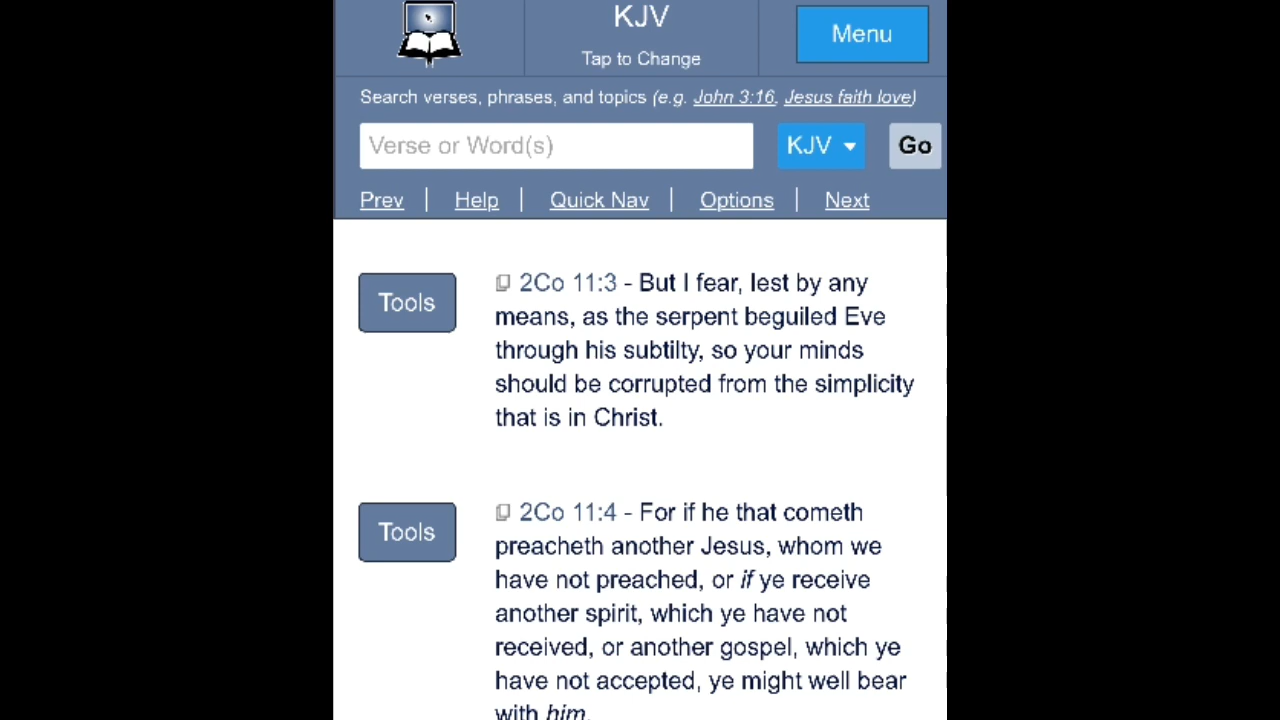 KJV
Tap to Change
Menu
Search verses, phrases, and topics (e.g. John 3:16, Jesus faith love)
Verse or Word(s)
KJV
Go
Prev | Help | Quick Nav | Options | Next
Tools
2Co 11:3 - But I fear, lest by any
means, as the serpent beguiled Eve
through his subtilty, so your minds
should be corrupted from the simplicity
that is in Christ.
Tools
2Co 11:4 - For if he that cometh
preacheth another Jesus, whom we
have not preached, or if ye receive
another spirit, which ye have not
received, or another gospel, which ye
have not accepted, ye might well bear
with him.